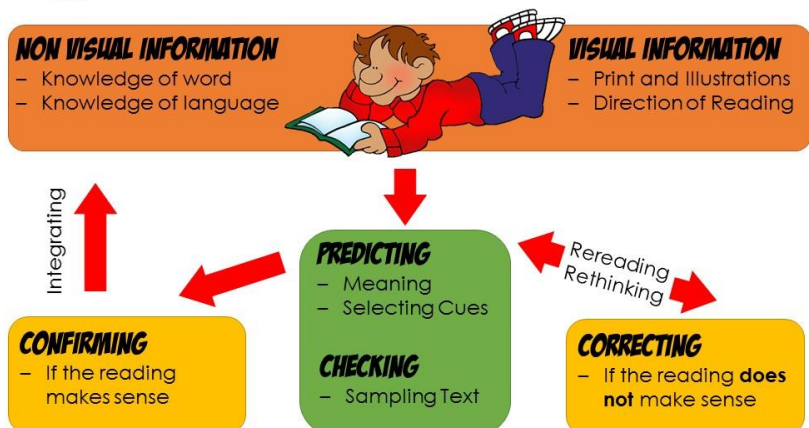 NON VISUAL INFORMATION
– Knowledge of word
– Knowledge of language
VISUAL INFORMATION
– Print and Illustrations
– Direction of Reading
Integrating
PREDICTING
– Meaning
– Selecting Cues
CHECKING
– Sampling Text
Rereading
Rethinking
CONFIRMING
– If the reading
makes sense
CORRECTING
– If the reading does
not make sense